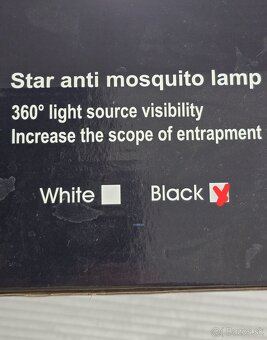 Star anti mosquito lamp
360° light source visibility
Increase the scope of entrapment
White Black